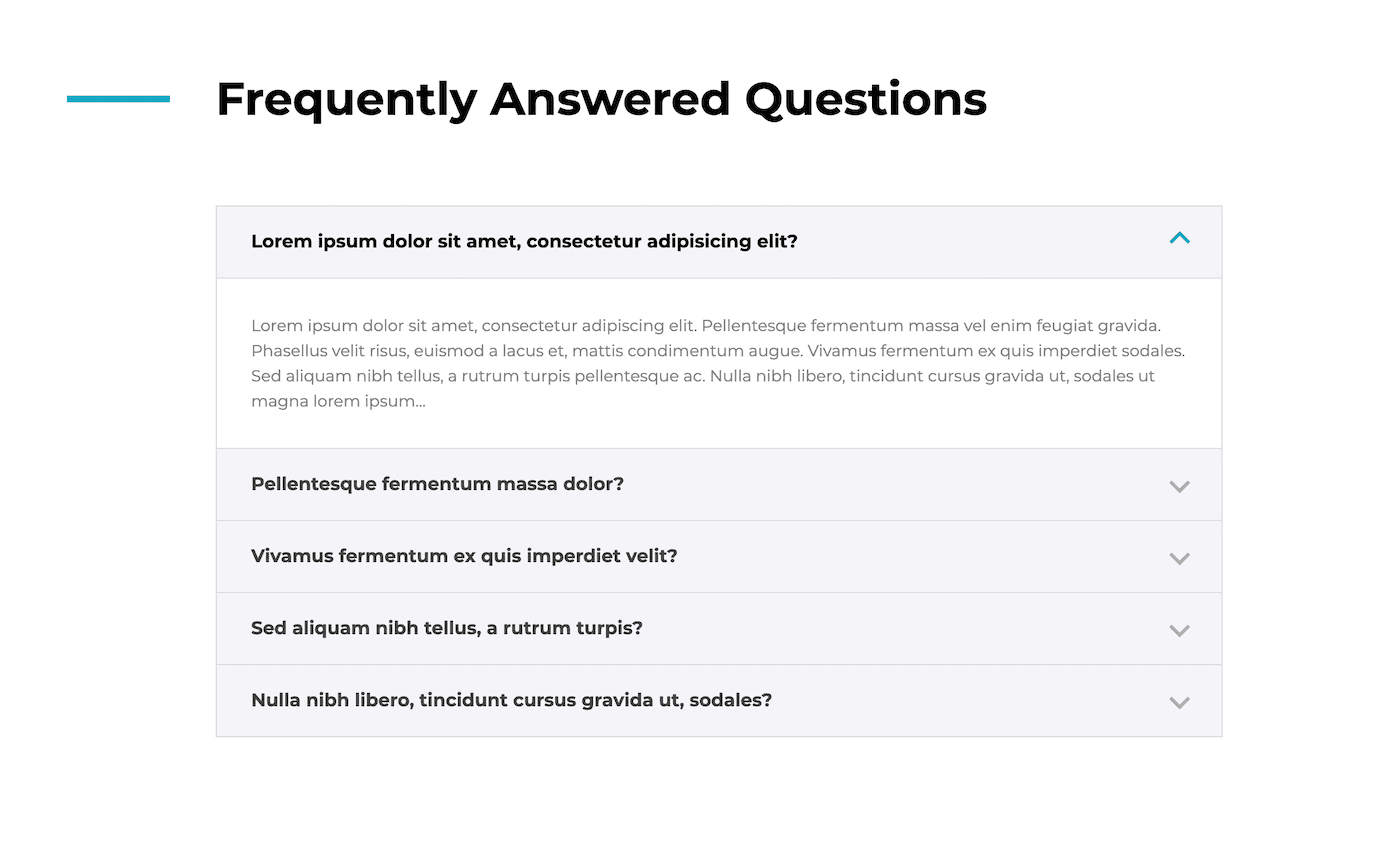 Frequently Answered Questions
Lorem ipsum dolor sit amet, consectetur adipisicing elit?
Lorem ipsum dolor sit amet, consectetur adipiscing elit. Pellentesque fermentum massa vel enim feugiat gravida.
Phasellus velit risus, euismod a lacus et, mattis condimentum augue. Vivamus fermentum ex quis imperdiet sodales.
Sed aliquam nibh tellus, a rutrum turpis pellentesque ac. Nulla nibh libero, tincidunt cursus gravida ut, sodales ut
magna lorem ipsum...
Pellentesque fermentum massa dolor?
Vivamus fermentum ex quis imperdiet velit?
Sed aliquam nibh tellus, a rutrum turpis?
Nulla nibh libero, tincidunt cursus gravida ut, sodales?